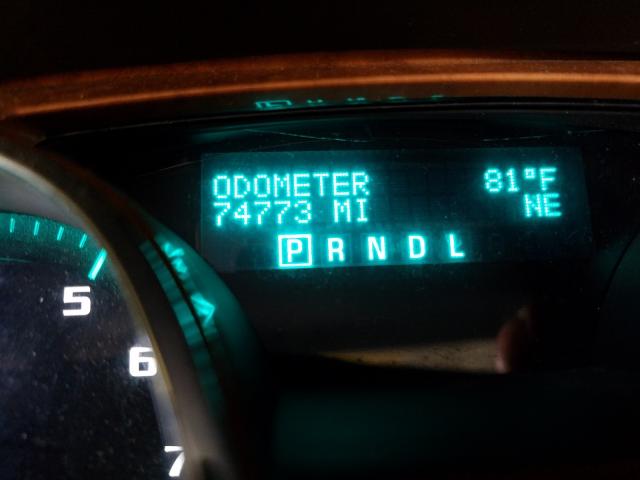 ODOMETER 81°F
74773 MI NE
P R N D L
5
6
7